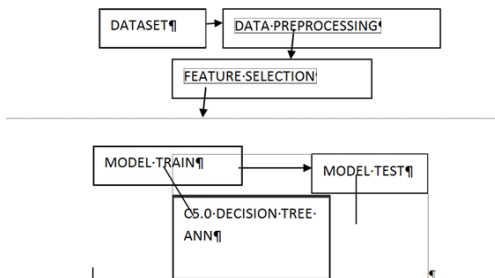 DATASET¶
DATA·PREPROCESSING¶
FEATURE·SELECTION¶
MODEL·TRAIN¶
MODEL·TEST¶
C5.0·DECISION·TREE·
ANN¶
¶